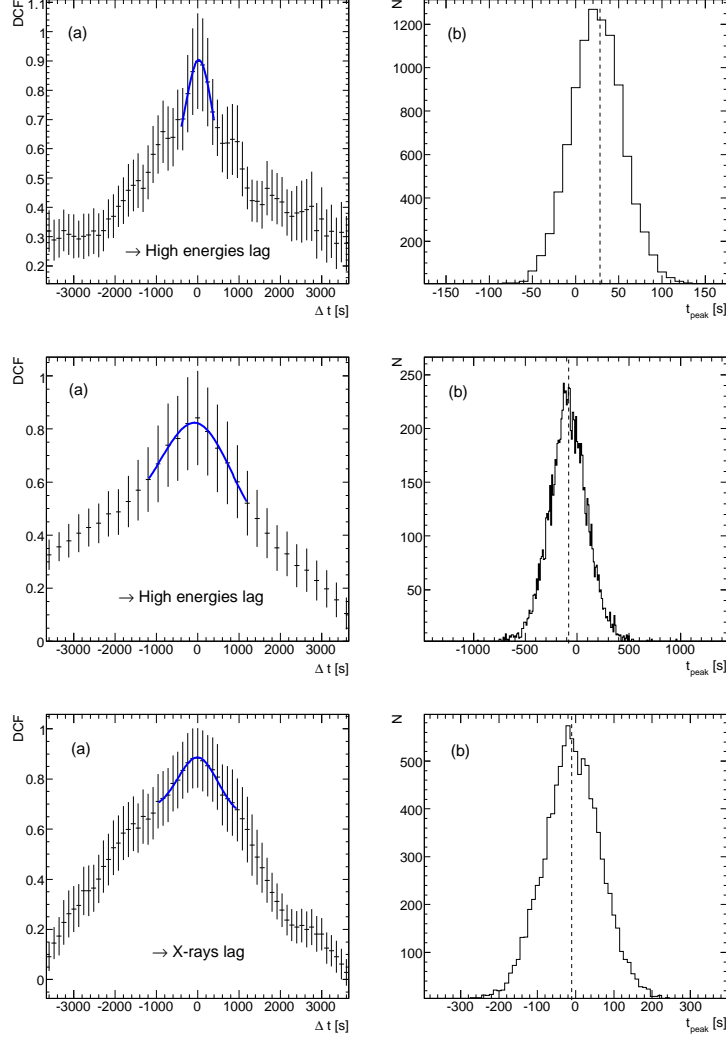 DCF
(a)
1.1
1
0.9
0.8
0.7
0.6
0.5
0.4
0.3
0.2
→ High energies lag
-3000 -2000 -1000 0 1000 2000 3000
Δ t [s]
N
(b)
1200
1000
800
600
400
200
-150 -100 -50 0 50 100 150
t peak [s]
DCF
(a)
1
0.8
0.6
0.4
0.2
0
→ High energies lag
-3000 -2000 -1000 0 1000 2000 3000
Δ t [s]
N
(b)
250
200
150
100
50
-1000 -500 0 500 1000
t peak [s]
DCF
(a)
1
0.8
0.6
0.4
0.2
0
→ X-rays lag
-3000 -2000 -1000 0 1000 2000 3000
Δ t [s]
N
(b)
500
400
300
200
100
-300 -200 -100 0 100 200 300
t peak [s]